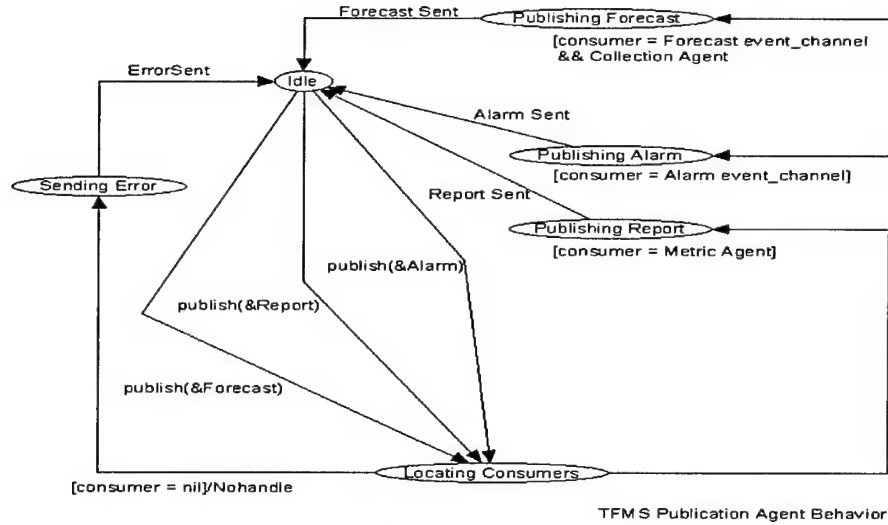 Forecast Sent
Publishing Forecast
[consumer = Forecast event_channel
&& Collection Agent
ErrorSent
Idle
Alarm Sent
Publishing Alarm
[consumer = Alarm event_channel]
Sending Error
Report Sent
Publishing Report
[consumer = Metric Agent]
publish(&Alarm)
publish(&Report)
publish(&Forecast)
Locating Consumers
[consumer = nil]/Nohandle
TFMS Publication Agent Behavior